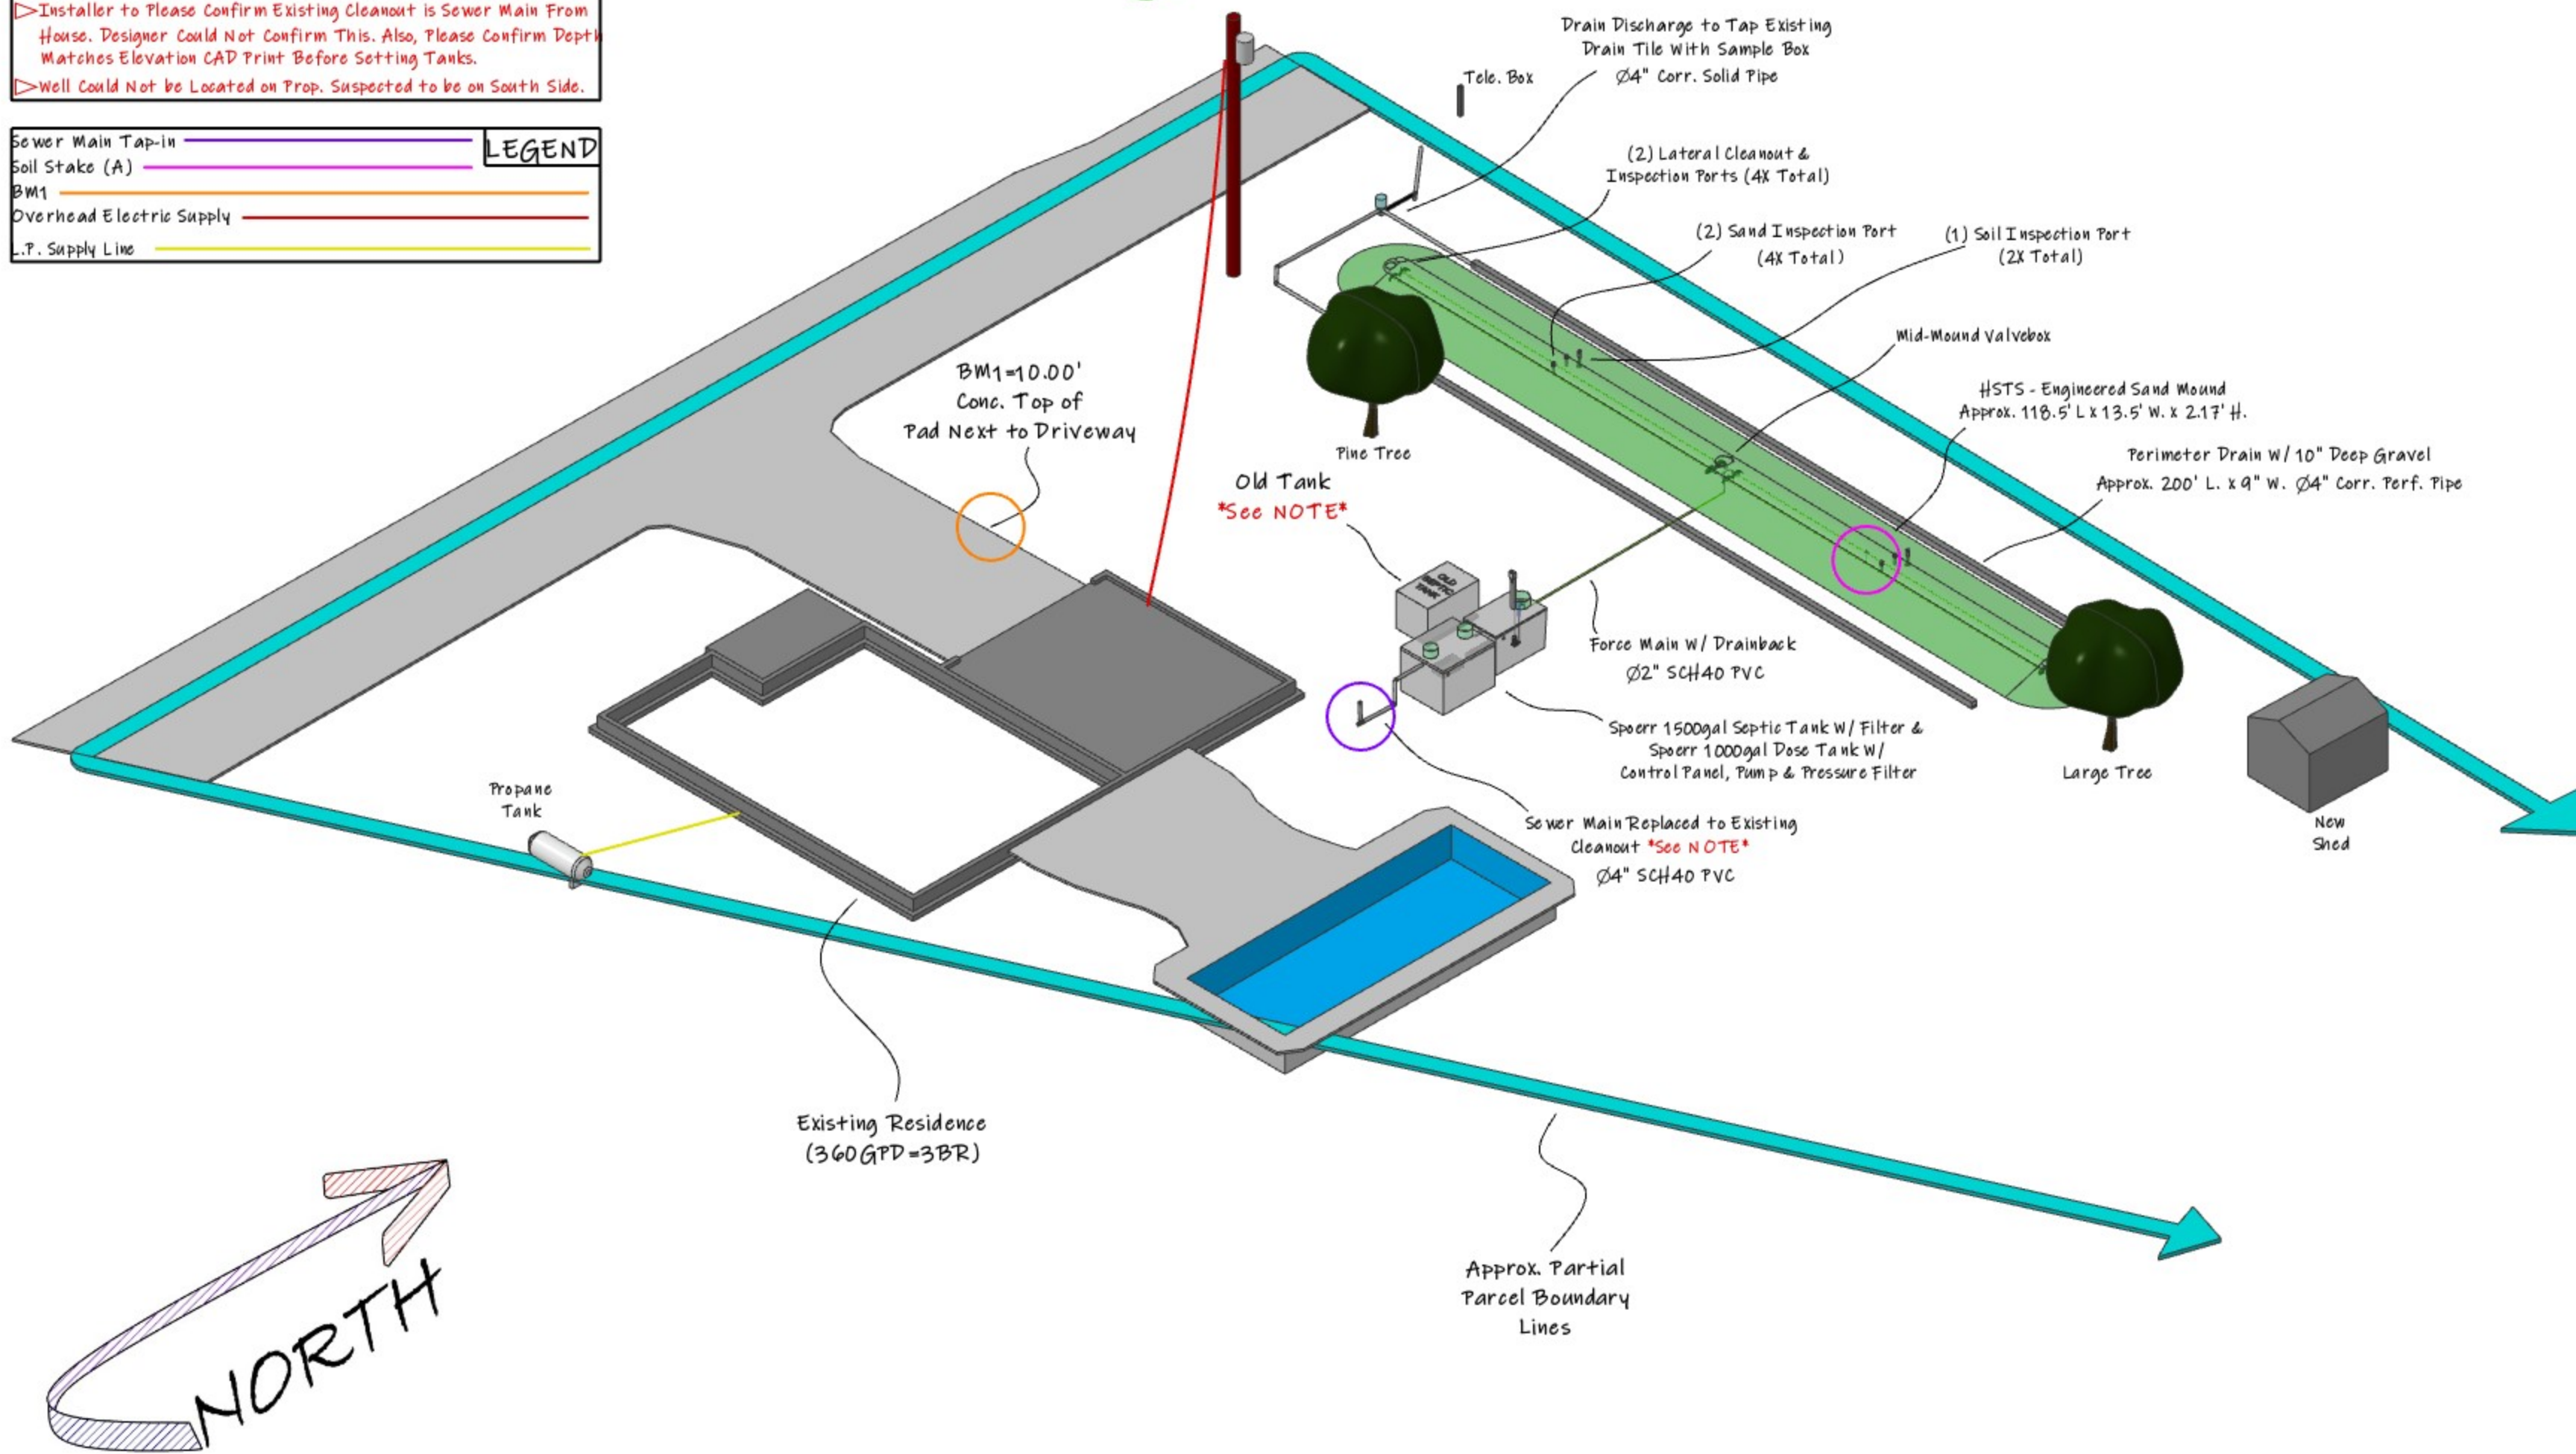 ▷Installer to Please Confirm Existing Cleanout is Sewer Main From
House. Designer Could Not Confirm This. Also, Please Confirm Depth
Matches Elevation CAD Print Before Setting Tanks.
▷Well Could Not be Located on Prop. Suspected to be on South Side.
LEGEND
Sewer Main Tap-in
Soil Stake (A)
BM1
Overhead Electric Supply
L.P. Supply Line
Drain Discharge to Tap Existing
Drain Tile With Sample Box
Ø4" Corr. Solid Pipe
Tele. Box
(2) Lateral Cleanout &
Inspection Ports (4X Total)
(2) Sand Inspection Port
(4X Total)
(1) Soil Inspection Port
(2X Total)
Mid-Mound Valvebox
HSTS - Engineered Sand Mound
Approx. 118.5' L x 13.5' W. x 2.17' H.
Perimeter Drain W/ 10" Deep Gravel
Approx. 200' L. x 9" W. Ø4" Corr. Perf. Pipe
BM1=10.00'
Conc. Top of
Pad Next to Driveway
Pine Tree
Old Tank
*See NOTE*
OLD
SEPTIC
TANK
Force Main W/ Drainback
Ø2" SCH40 PVC
Spoerr 1500gal Septic Tank W/ Filter &
Spoerr 1000gal Dose Tank W/
Control Panel, Pump & Pressure Filter
Large Tree
New
Shed
Propane
Tank
Sewer Main Replaced to Existing
Cleanout *See NOTE*
Ø4" SCH40 PVC
Existing Residence
(360GPD=3BR)
Approx. Partial
Parcel Boundary
Lines
NORTH